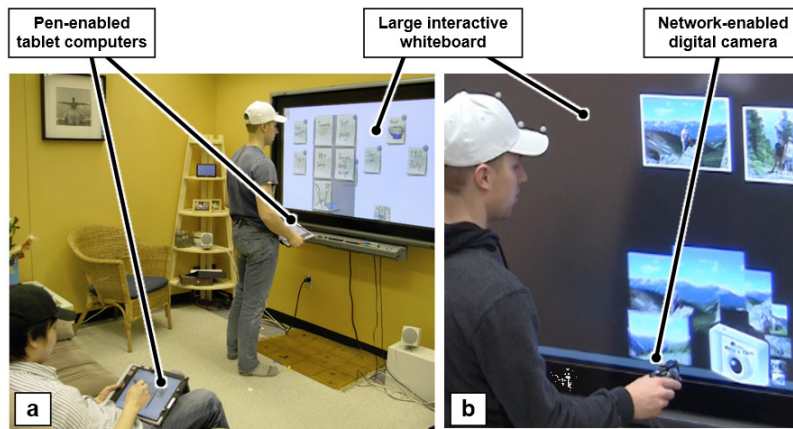 Pen-enabled
tablet computers
Large interactive
whiteboard
Network-enabled
digital camera
a
b